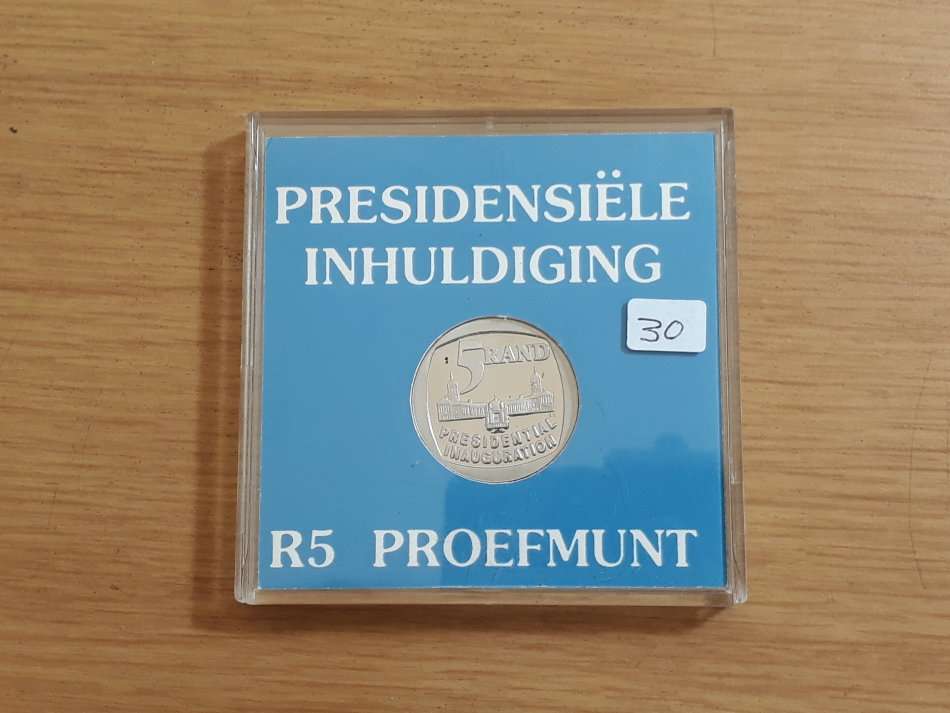 PRESIDENSIËLE
INHULDIGING
30
5 RAND
PRESIDENTIAL
INAUGURATION
R5 PROEFMUNT